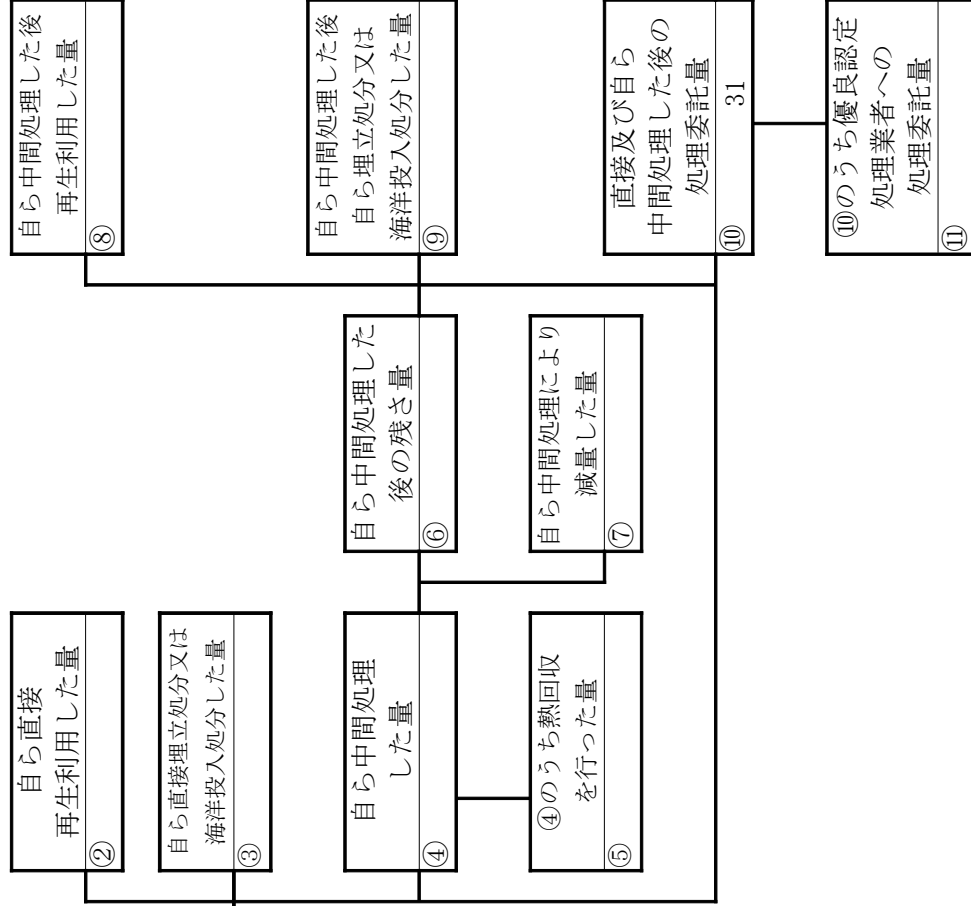 自ら直接
再生利用した量
②
自ら直接埋立処分又は
海洋投入処分した量
③
自ら中間処理
した量
④
④のうち熱回収
を行った量
⑤
自ら中間処理した
後の残さ量
⑥
自ら中間処理により
減量した量
⑦
自ら中間処理した後
再生利用した量
⑧
自ら中間処理した後
自ら埋立処分又は
海洋投入処分した量
⑨
直接及び自ら
中間処理した後の
処理委託量
⑩ 31
⑩のうち優良認定
処理業者への
処理委託量
⑪